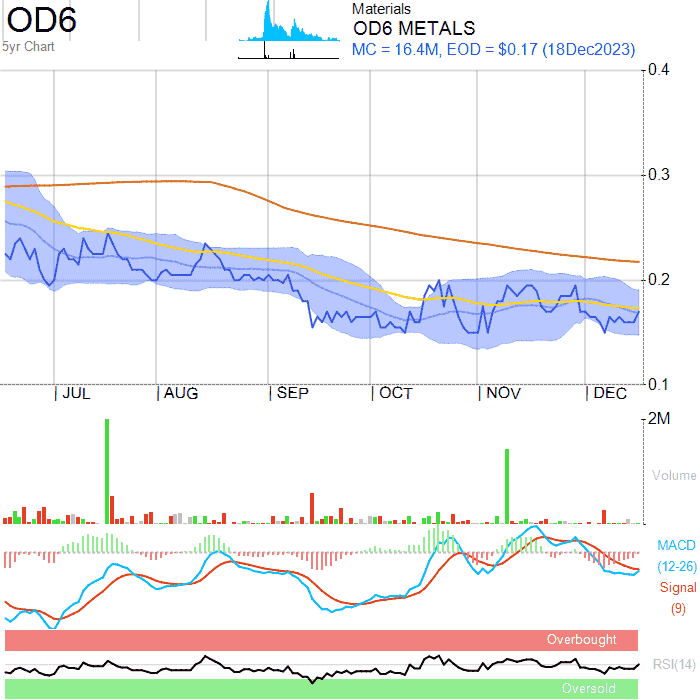 OD6
5yr Chart
Materials
OD6 METALS
MC = 16.4M, EOD = $0.17 (18Dec2023)
0.4
0.3
0.2
0.1
JUL AUG SEP OCT NOV DEC
2M
Volume
MACD
(12-26)
Signal
(9)
Overbought
RSI(14)
Oversold